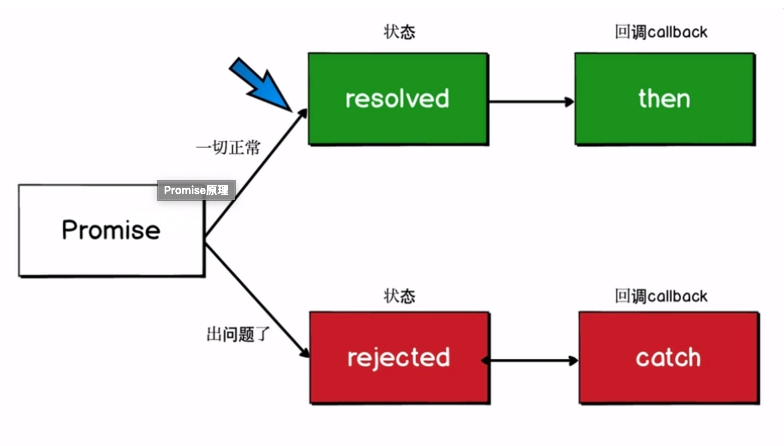 状态
回调callback
resolved
then
一切正常
Promise原理
Promise
状态
回调callback
出问题了
rejected
catch